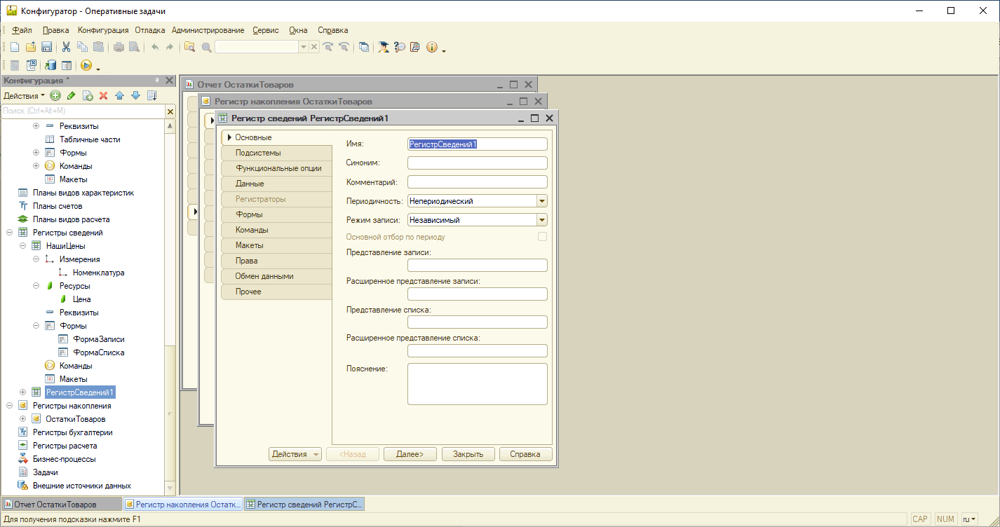 Конфигуратор - Оперативные задачи
Файл Правка Конфигурация Отладка Администрирование Сервис Окна Справка
Конфигурация *
Действия
Поиск (Ctrl+Alt+M)
Реквизиты
Табличные части
Формы
Команды
Макеты
Планы видов характеристик
Планы счетов
Планы видов расчета
Регистры сведений
НашиЦены
Измерения
Номенклатура
Ресурсы
Цена
Реквизиты
Формы
ФормаЗаписи
ФормаСписка
Команды
Макеты
РегистрСведений1
Регистры накопления
ОстаткиТоваров
Регистры бухгалтерии
Регистры расчета
Бизнес-процессы
Задачи
Внешние источники данных
Отчет ОстаткиТоваров
Регистр накопления ОстаткиТоваров
Регистр сведений РегистрСведений1
Основные
Подсистемы
Функциональные опции
Данные
Регистраторы
Формы
Команды
Макеты
Права
Обмен данными
Прочее
Имя: РегистрСведений1
Синоним:
Комментарий:
Периодичность: Непериодический
Режим записи: Независимый
Основной отбор по периоду
Представление записи:
Расширенное представление записи:
Представление списка:
Расширенное представление списка:
Пояснение:
Действия <Назад Далее> Закрыть Справка
Отчет ОстаткиТоваров Регистр накопления Остатк... Регистр сведений РегистрС...
Для получения подсказки нажмите F1 CAP NUM ru